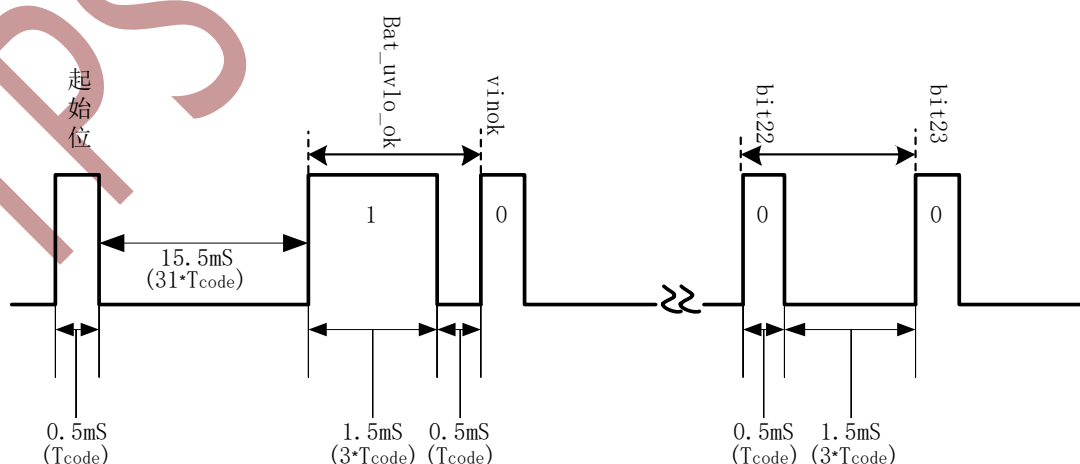 起始位
Bat_uvlo_ok
vinok
bit22
bit23
1
0
0
0
15.5mS
(31*Tcode)
0.5mS
(Tcode)
1.5mS
(3*Tcode)
0.5mS
(Tcode)
0.5mS
(Tcode)
1.5mS
(3*Tcode)
PS